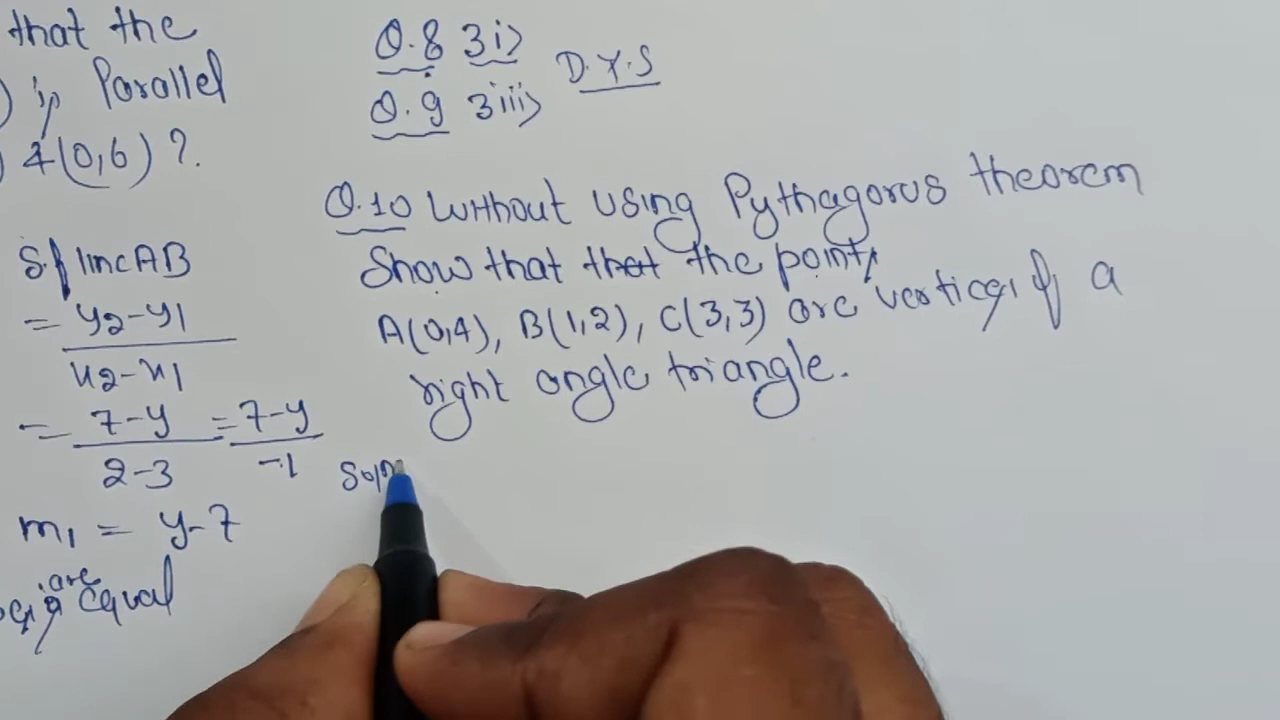 that the
) is Parallel
) 4(0,6) ?.
S.f line AB
= y2-y1
x2-x1
= 7-y = 7-y
2-3 -1
m1 = y-7
are
equal
Q.8 3i>
D.Y.S
Q.9 3iii>
Q.10 Without using Pythagorus theorem
Show that that the points
A(0,4), B(1,2), C(3,3) are vertices of a
right angle triangle.
Soln